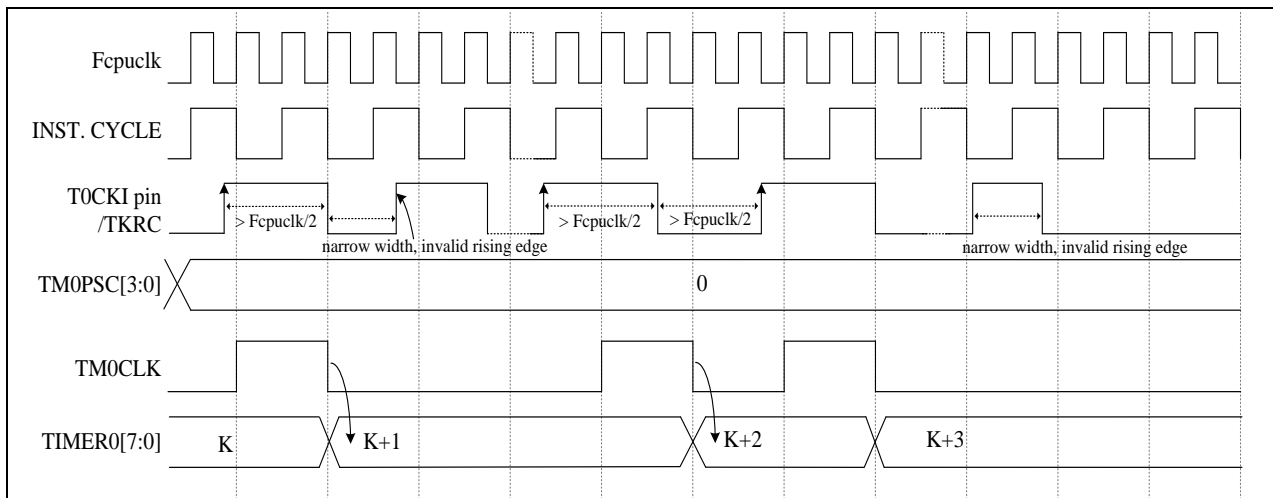 Fcpuclk
INST. CYCLE
T0CKI pin
/TKRC
> Fcpuclk/2
> Fcpuclk/2
> Fcpuclk/2
narrow width, invalid rising edge
narrow width, invalid rising edge
TM0PSC[3:0]
0
TM0CLK
TIMER0[7:0]
K
K+1
K+2
K+3